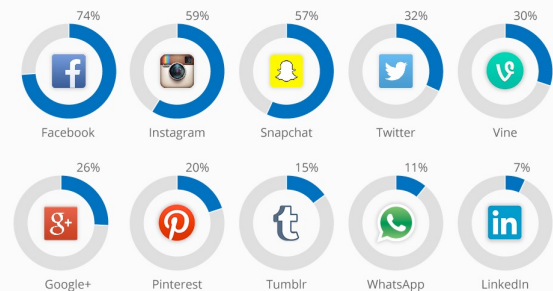 74% 59% 57% 32% 30%
Facebook Instagram Snapchat Twitter Vine
26% 20% 15% 11% 7%
g+ t in
Google+ Pinterest Tumblr WhatsApp LinkedIn